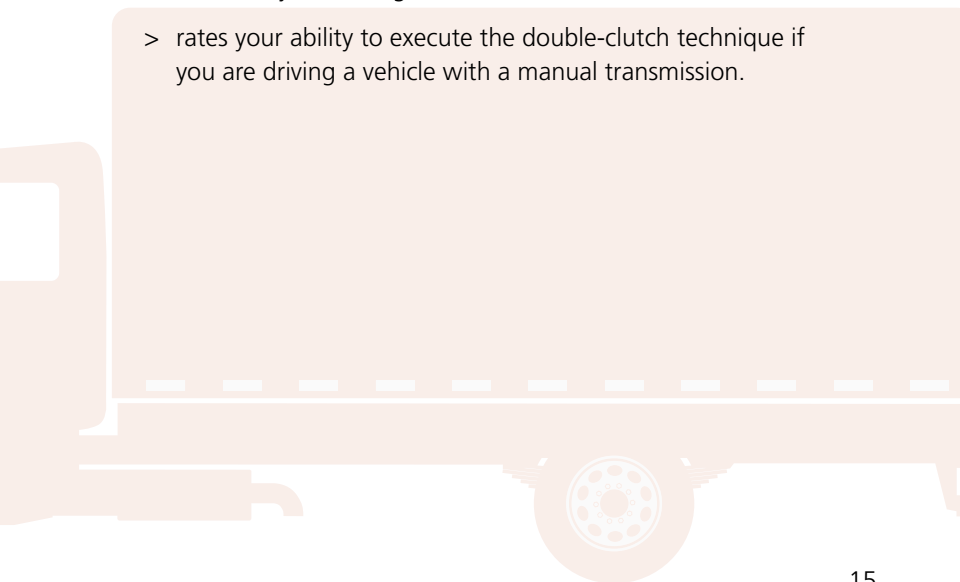 > rates your ability to execute the double-clutch technique if
you are driving a vehicle with a manual transmission.
15